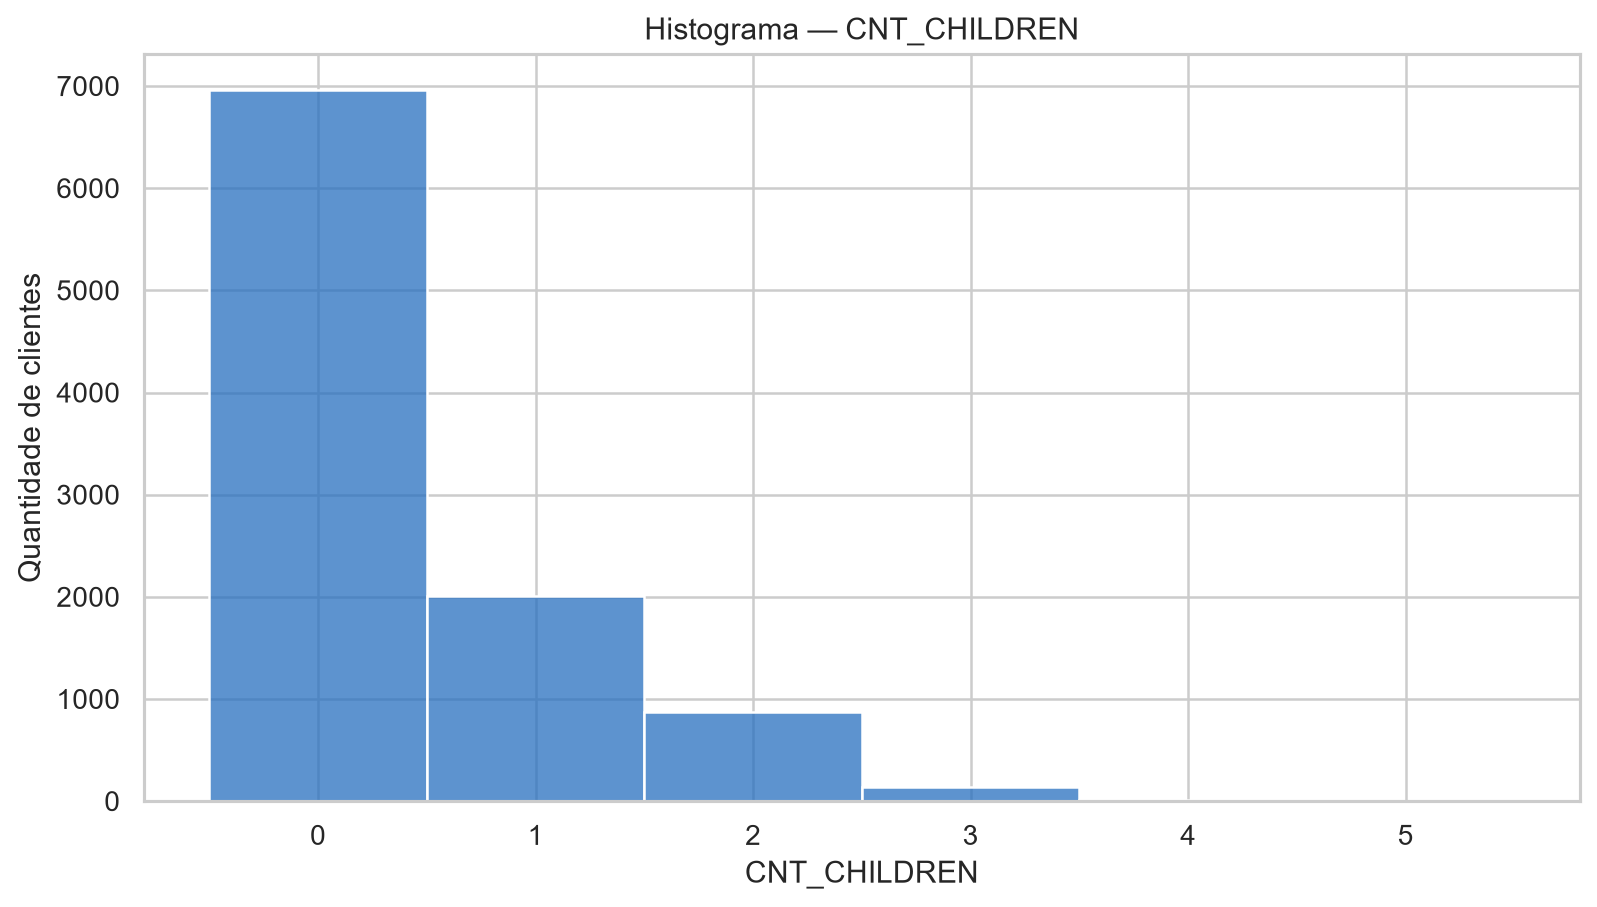 Histograma — CNT_CHILDREN
Quantidade de clientes
7000
6000
5000
4000
3000
2000
1000
0
0 1 2 3 4 5
CNT_CHILDREN